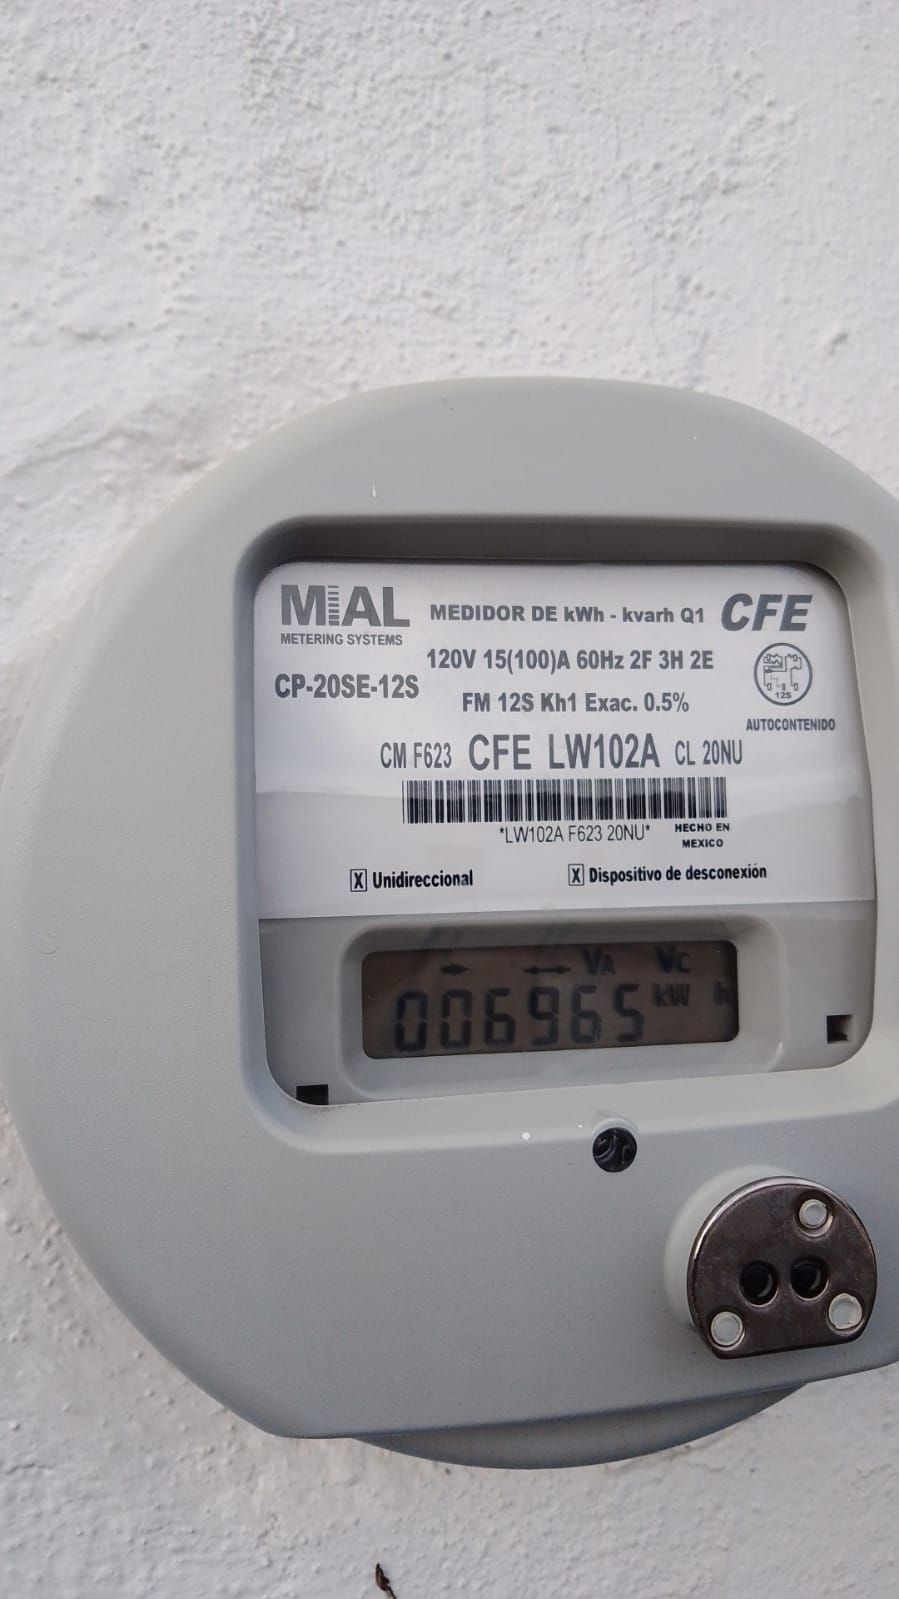 MIAL MEDIDOR DE kWh - kvarh Q1 CFE
METERING SYSTEMS
120V 15(100)A 60Hz 2F 3H 2E
CP-20SE-12S
FM 12S Kh1 Exac. 0.5%
12S
AUTOCONTENIDO
CM F623 CFE LW102A CL 20NU
*LW102A F623 20NU* HECHO EN
MEXICO
X Unidireccional X Dispositivo de desconexión
VA VC
006965 kW h